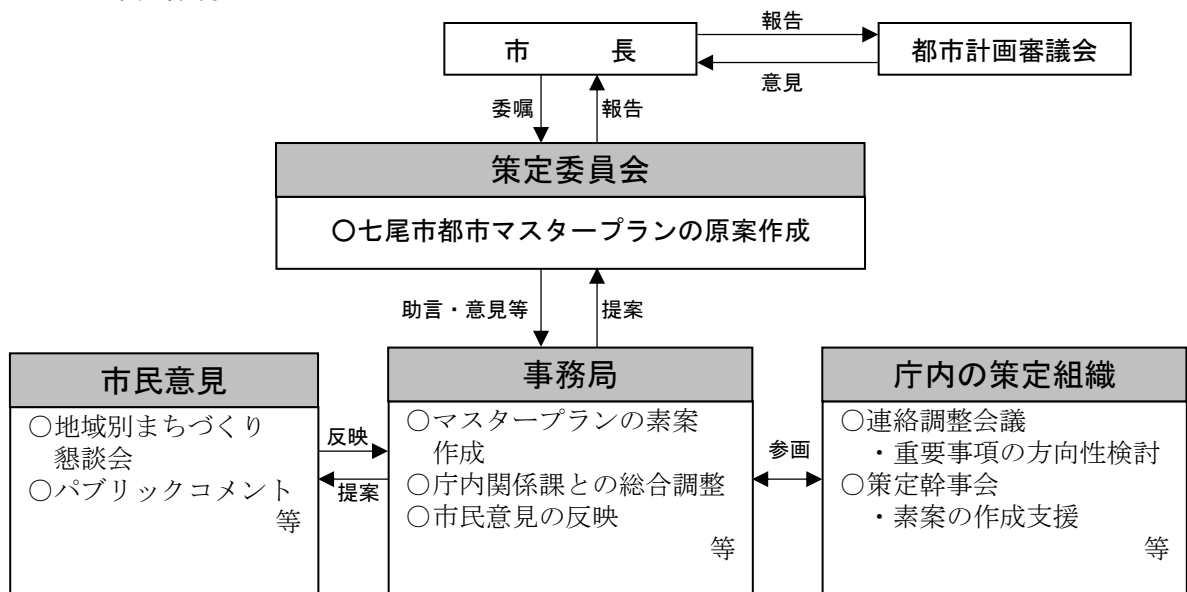 報告
市　　長
都市計画審議会
意見
委嘱
報告
策定委員会
○七尾市都市マスタープランの原案作成
助言・意見等
提案
市民意見
○地域別まちづくり
懇談会
○パブリックコメント
等
反映
提案
事務局
○マスタープランの素案
作成
○庁内関係課との総合調整
○市民意見の反映
等
参画
庁内の策定組織
○連絡調整会議
・重要事項の方向性検討
○策定幹事会
・素案の作成支援
等